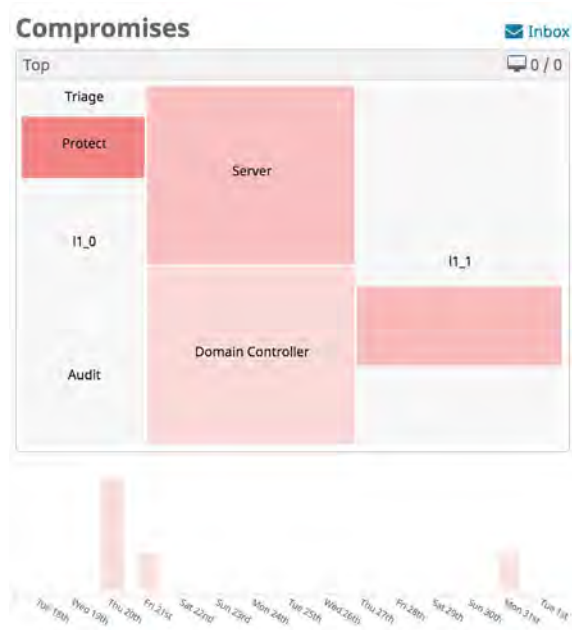 Compromises
Inbox
Top
0 / 0
Triage
Protect
Server
l1_0
l1_1
Domain Controller
Audit
Tue 18th
Wed 19th
Thu 20th
Fri 21st
Sat 22nd
Sun 23rd
Mon 24th
Tue 25th
Wed 26th
Thu 27th
Fri 28th
Sat 29th
Sun 30th
Mon 31st
Tue 1st